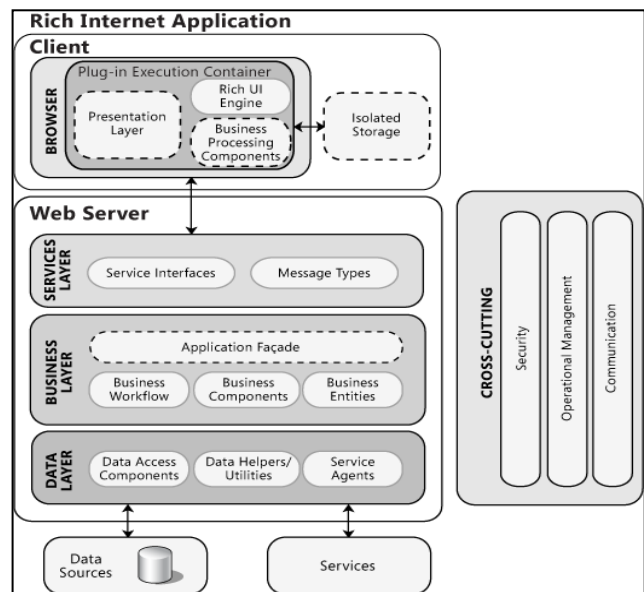 Rich Internet Application
Client
BROWSER
Plug-in Execution Container
Presentation
Layer
Rich UI
Engine
Business
Processing
Components
Isolated
Storage
Web Server
SERVICES
LAYER
Service Interfaces
Message Types
BUSINESS
LAYER
Application Façade
Business
Workflow
Business
Components
Business
Entities
DATA
LAYER
Data Access
Components
Data Helpers/
Utilities
Service
Agents
Data
Sources
Services
CROSS-CUTTING
Security
Operational Management
Communication